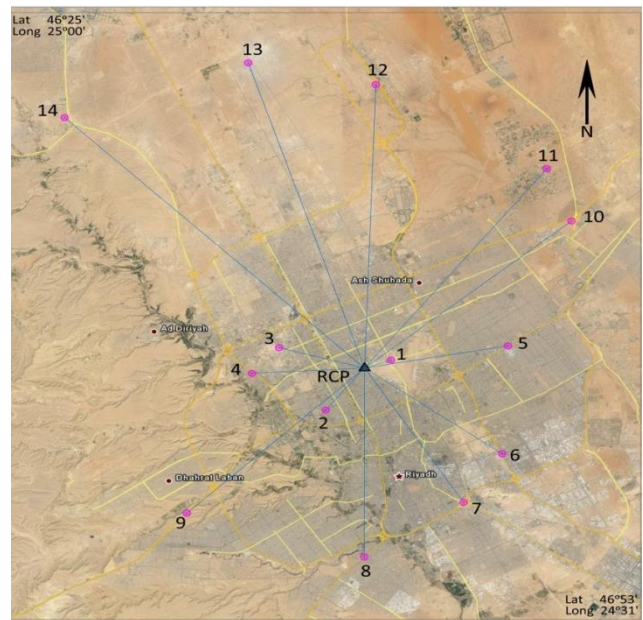 Lat 46°25'
Long 25°00'
13
12
14
N
11
10
Ash Shuhada
Ad Diriyah
3
1
5
4
RCP
2
6
Dhahrat Laban
Riyadh
7
9
8
Lat 46°53'
Long 24°31'